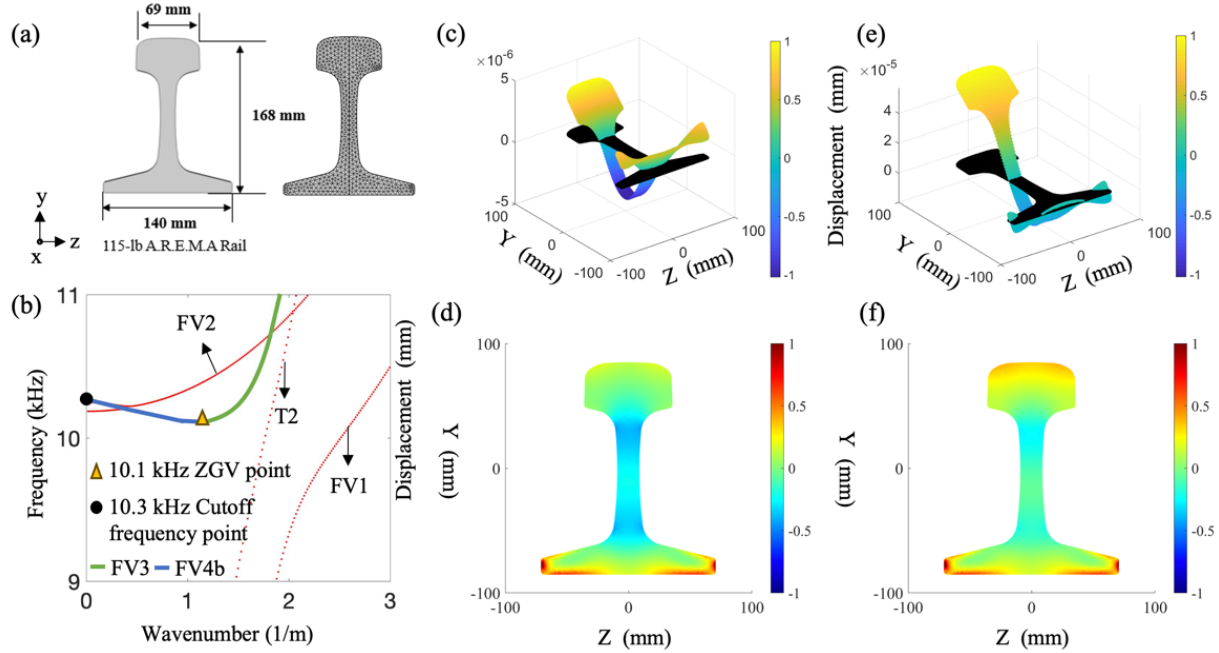 (a)
69 mm
168 mm
140 mm
y
z
x
115-lb A.R.E.M.A Rail
(b)
11
10
9
Frequency (kHz)
FV2
T2
FV1
10.1 kHz ZGV point
10.3 kHz Cutoff
frequency point
FV3
FV4b
0
1
2
3
Wavenumber (1/m)
(c)
×10⁻⁶
5
0
-5
Displacement (mm)
100
0
-100
Y (mm)
-100
0
100
Z (mm)
1
0.5
0
-0.5
-1
(d)
100
0
-100
Y (mm)
-100
0
100
Z (mm)
1
0.5
0
-0.5
-1
(e)
×10⁻⁵
4
2
0
Displacement (mm)
100
0
-100
Y (mm)
-100
0
100
Z (mm)
1
0.5
0
-0.5
-1
(f)
100
0
-100
Y (mm)
-100
0
100
Z (mm)
1
0.5
0
-0.5
-1